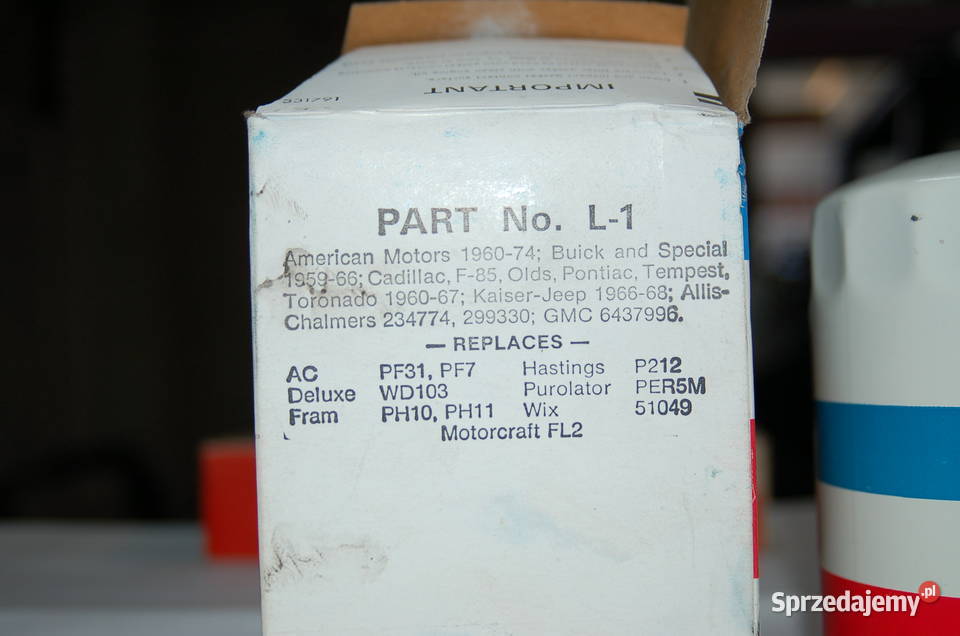 IMPORTANT
PART No. L-1
American Motors 1960-74; Buick and Special
1959-66; Cadillac, F-85, Olds, Pontiac, Tempest,
Toronado 1960-67; Kaiser-Jeep 1966-68; Allis-
Chalmers 234774, 299330; GMC 6437996.
— REPLACES —
AC PF31, PF7 Hastings P212
Deluxe WD103 Purolator PER5M
Fram PH10, PH11 Wix 51049
Motorcraft FL2
Sprzedajemy.pl